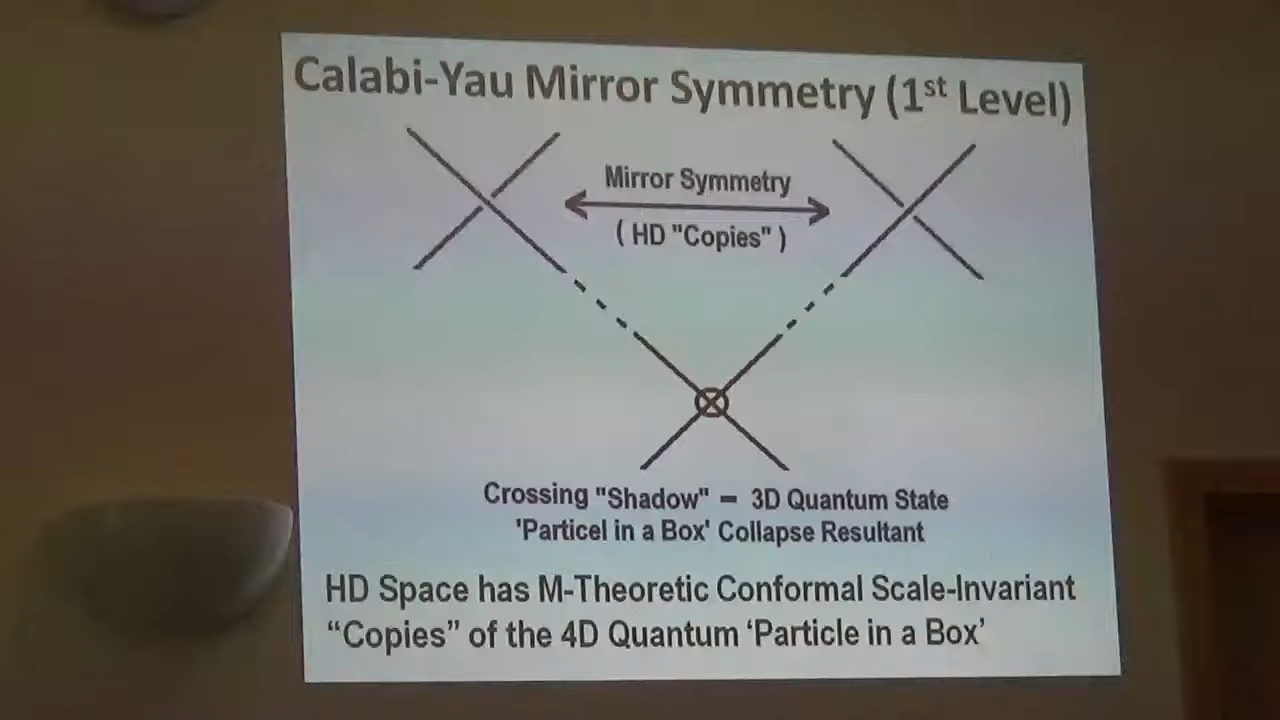 Calabi-Yau Mirror Symmetry (1st Level)
Mirror Symmetry
( HD "Copies" )
Crossing "Shadow" – 3D Quantum State
'Particel in a Box' Collapse Resultant
HD Space has M-Theoretic Conformal Scale-Invariant
“Copies” of the 4D Quantum ‘Particle in a Box’